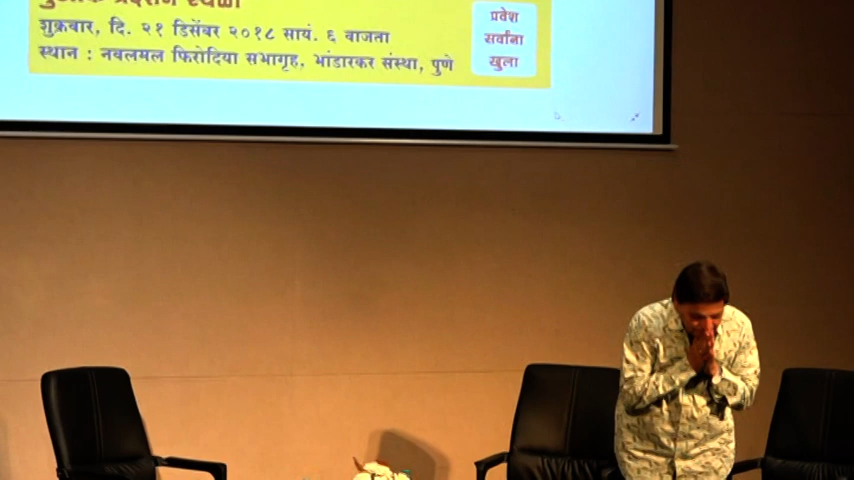 शुक्रवार, दि. २१ डिसेंबर २०१८ सायं. ६ वाजता
स्थान : नवलमल फिरोदिया सभागृह, भांडारकर संस्था, पुणे
प्रवेश
सर्वांना
खुला